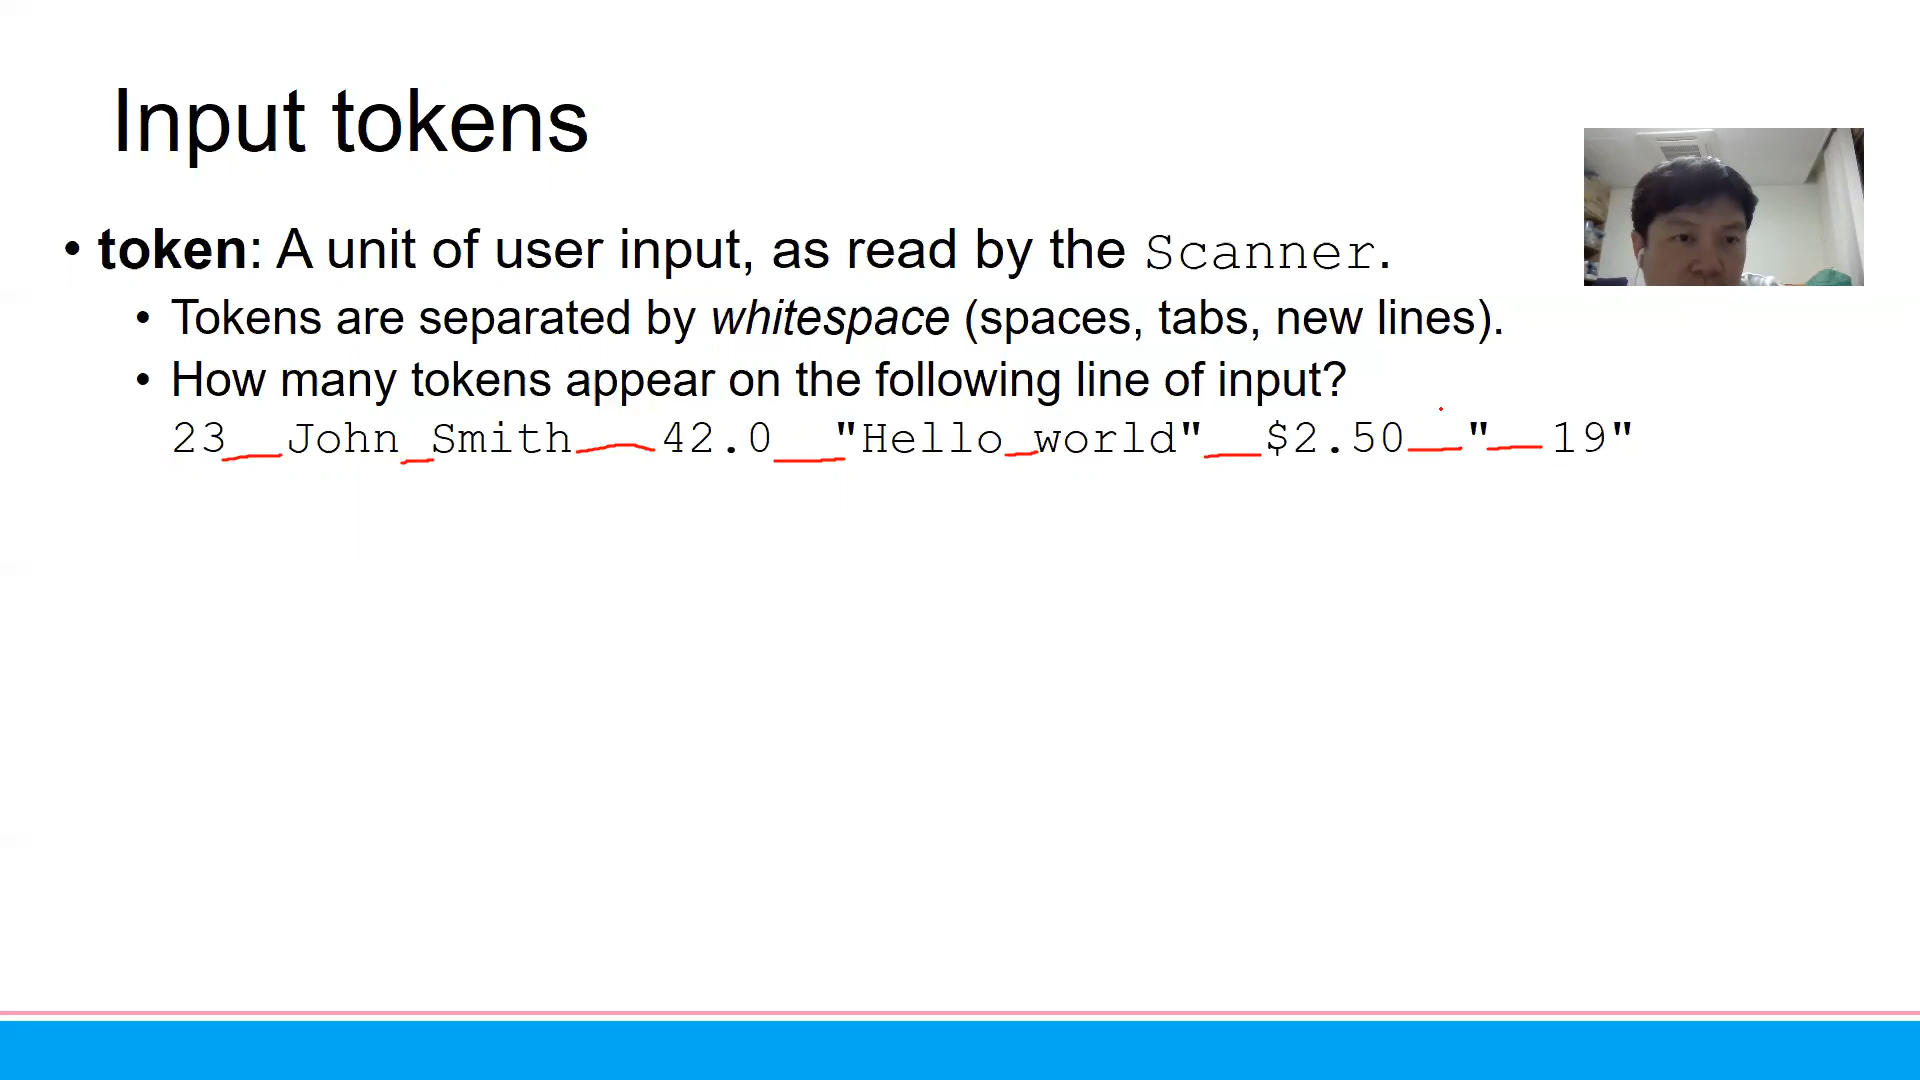 Input tokens
• token: A unit of user input, as read by the Scanner.
• Tokens are separated by whitespace (spaces, tabs, new lines).
• How many tokens appear on the following line of input?
23  John Smith   42.0  "Hello world"  $2.50  "  19"